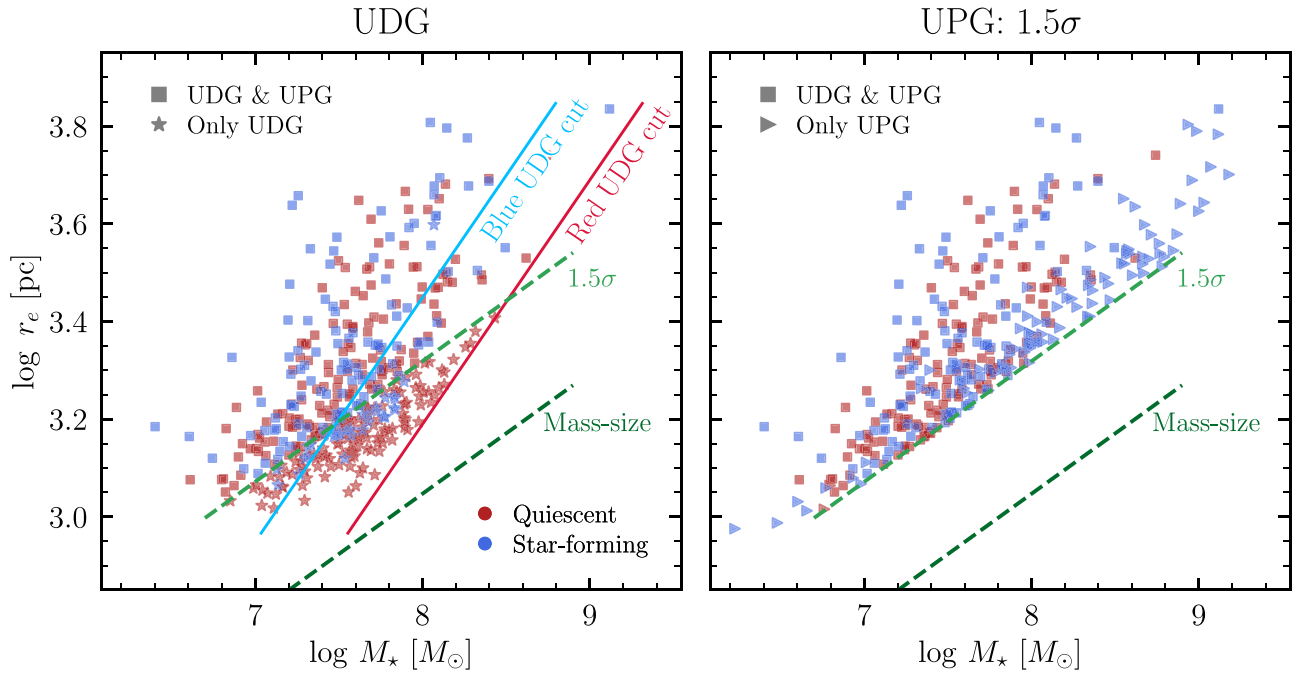 UDG
UDG & UPG
Only UDG
Blue UDG cut
Red UDG cut
1.5σ
Mass-size
Quiescent
Star-forming
3.8
3.6
3.4
3.2
3.0
log rₑ [pc]
7 8 9
log M⋆ [M⊙]
UPG: 1.5σ
UDG & UPG
Only UPG
1.5σ
Mass-size
7 8 9
log M⋆ [M⊙]